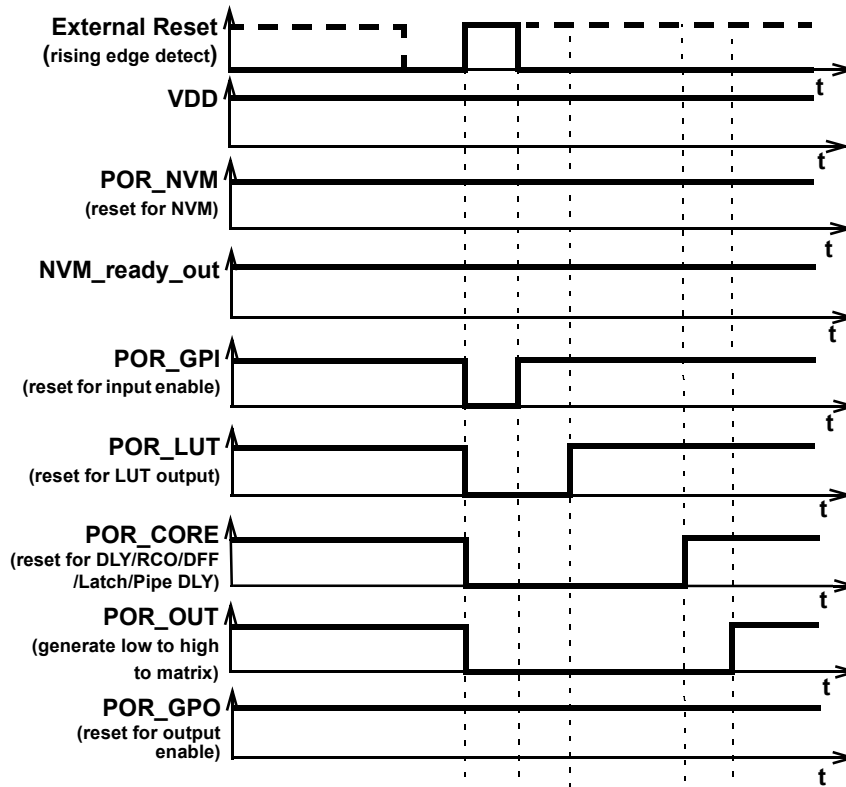 External Reset
(rising edge detect)
t
VDD
t
POR_NVM
(reset for NVM)
t
NVM_ready_out
t
POR_GPI
(reset for input enable)
t
POR_LUT
(reset for LUT output)
t
POR_CORE
(reset for DLY/RCO/DFF
/Latch/Pipe DLY)
t
POR_OUT
(generate low to high
to matrix)
t
POR_GPO
(reset for output
enable)
t